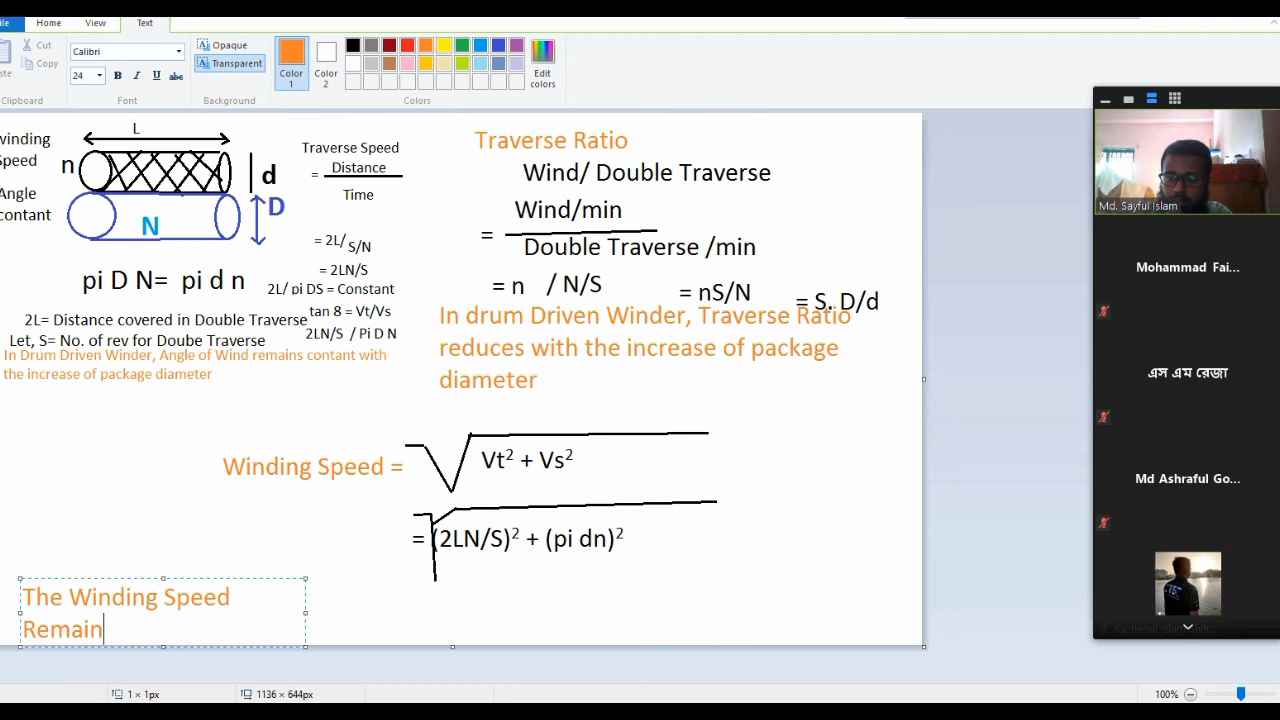 File
Home
View
Text
Cut
Copy
Paste
Clipboard
Calibri
24
B I U abc
Font
Opaque
Transparent
Background
Color 1
Color 2
Edit colors
Colors
winding
Speed
Angle
contant
L
n
d
D
N
pi D N= pi d n
2L= Distance covered in Double Traverse
Let, S= No. of rev for Doube Traverse
In Drum Driven Winder, Angle of Wind remains contant with
the increase of package diameter
Traverse Speed
= Distance
Time
= 2L/ S/N
= 2LN/S
2L/ pi DS = Constant
tan 8 = Vt/Vs
2LN/S / Pi D N
Traverse Ratio
Wind/ Double Traverse
Wind/min
=
Double Traverse /min
= n / N/S
= nS/N
= S. D/d
In drum Driven Winder, Traverse Ratio
reduces with the increase of package
diameter
Winding Speed =
Vt² + Vs²
= (2LN/S)² + (pi dn)²
The Winding Speed
Remain
1 × 1px
1136 × 644px
100%
Md. Sayful islam
Mohammad Fai...
এস এম রেজা
Md Ashraful Go...